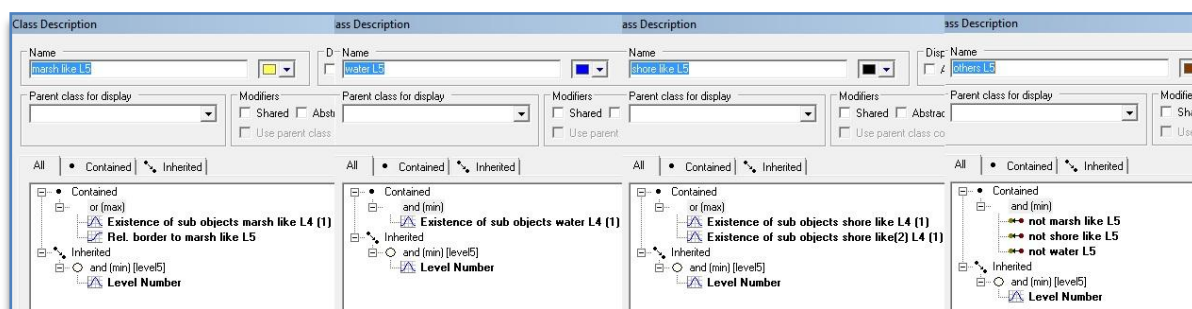 Class Description
Name
marsh like L5
D
Parent class for display
Modifiers
Shared Abst
Use parent class
All Contained Inherited
Contained
or (max)
Existence of sub objects marsh like L4 (1)
Rel. border to marsh like L5
Inherited
and (min) [level5]
Level Number
ass Description
Name
water L5
Parent class for display
Modifiers
Shared
Use parent
All Contained Inherited
Contained
and (min)
Existence of sub objects water L4 (1)
Inherited
and (min) [level5]
Level Number
ass Description
Name
shore like L5
Disp
Parent class for display
Modifiers
Shared Abstrac
Use parent class co
All Contained Inherited
Contained
or (max)
Existence of sub objects shore like L4 (1)
Existence of sub objects shore like(2) L4 (1)
Inherited
and (min) [level5]
Level Number
ass Description
Name
others L5
Parent class for display
Modifie
Sha
Use
All Contained Inherited
Contained
and (min)
not marsh like L5
not shore like L5
not water L5
Inherited
and (min) [level5]
Level Number